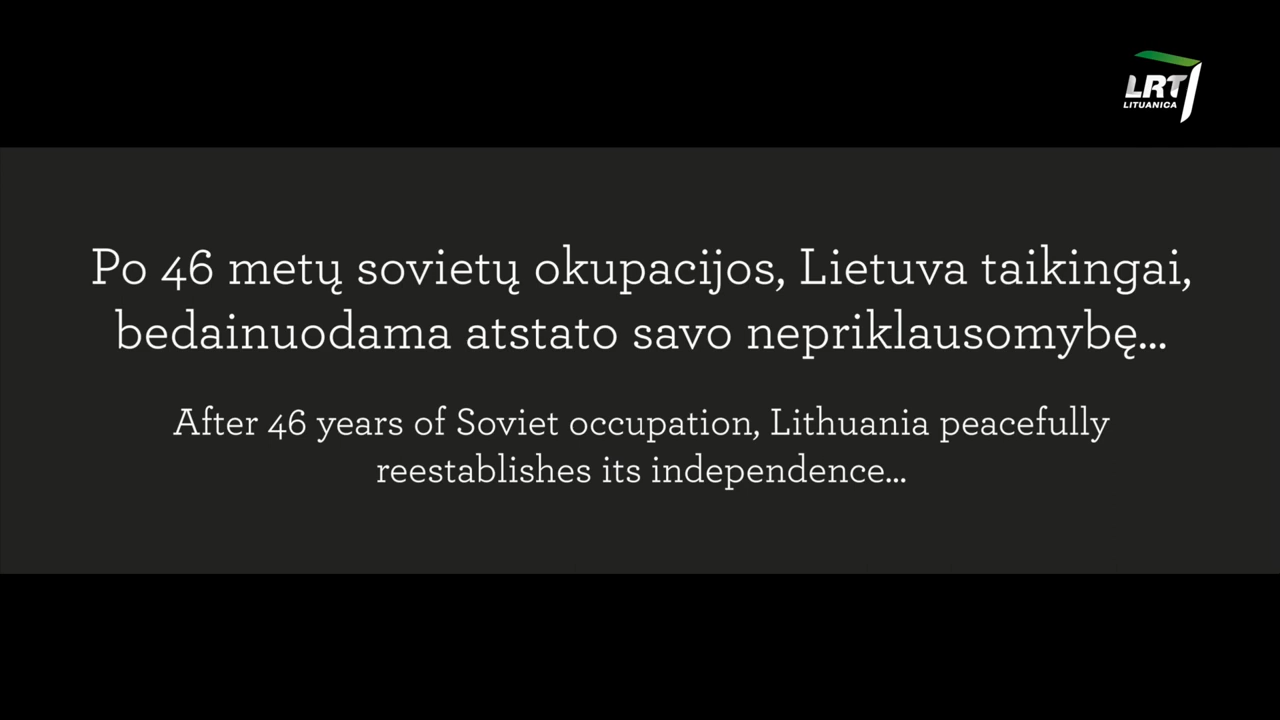 LRT
LITUANICA
Po 46 metų sovietų okupacijos, Lietuva taikingai,
bedainuodama atstato savo nepriklausomybę...
After 46 years of Soviet occupation, Lithuania peacefully
reestablishes its independence...